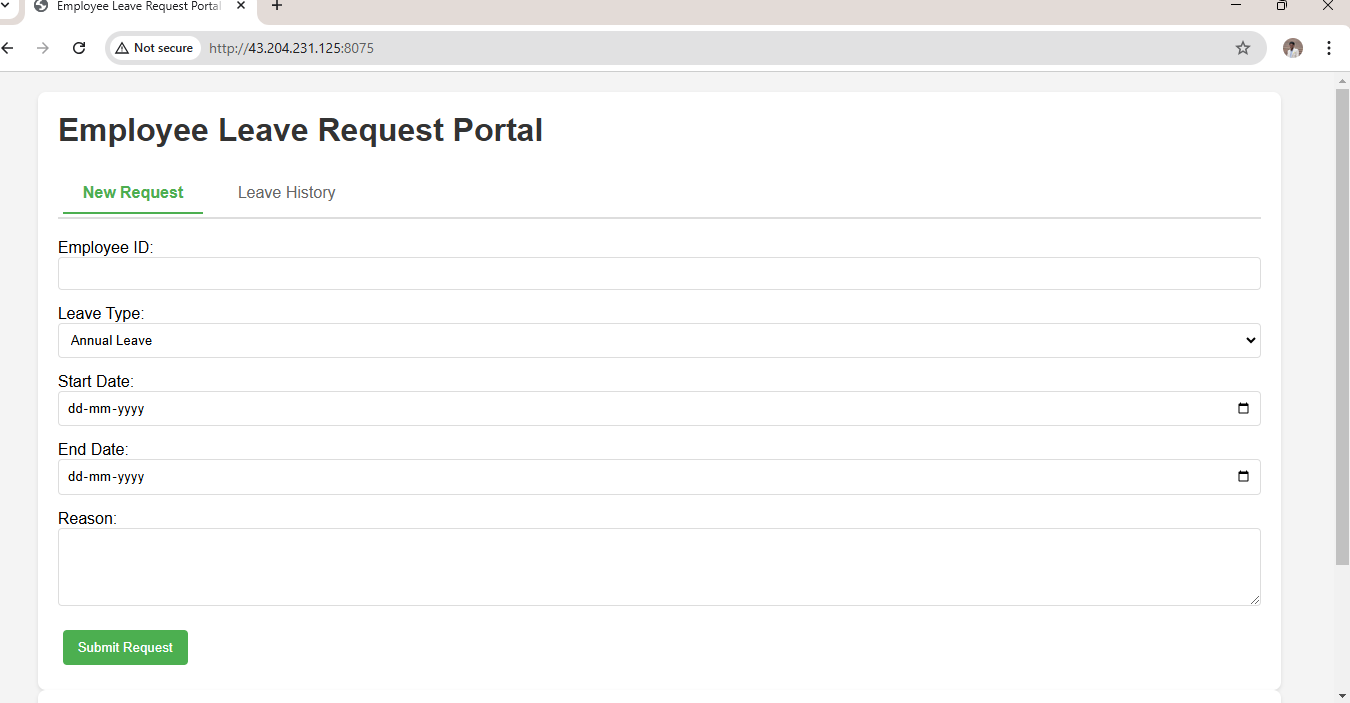 Employee Leave Request Portal
Not secure http://43.204.231.125:8075
Employee Leave Request Portal
New Request Leave History
Employee ID:
Leave Type:
Annual Leave
Start Date:
dd-mm-yyyy
End Date:
dd-mm-yyyy
Reason:
Submit Request